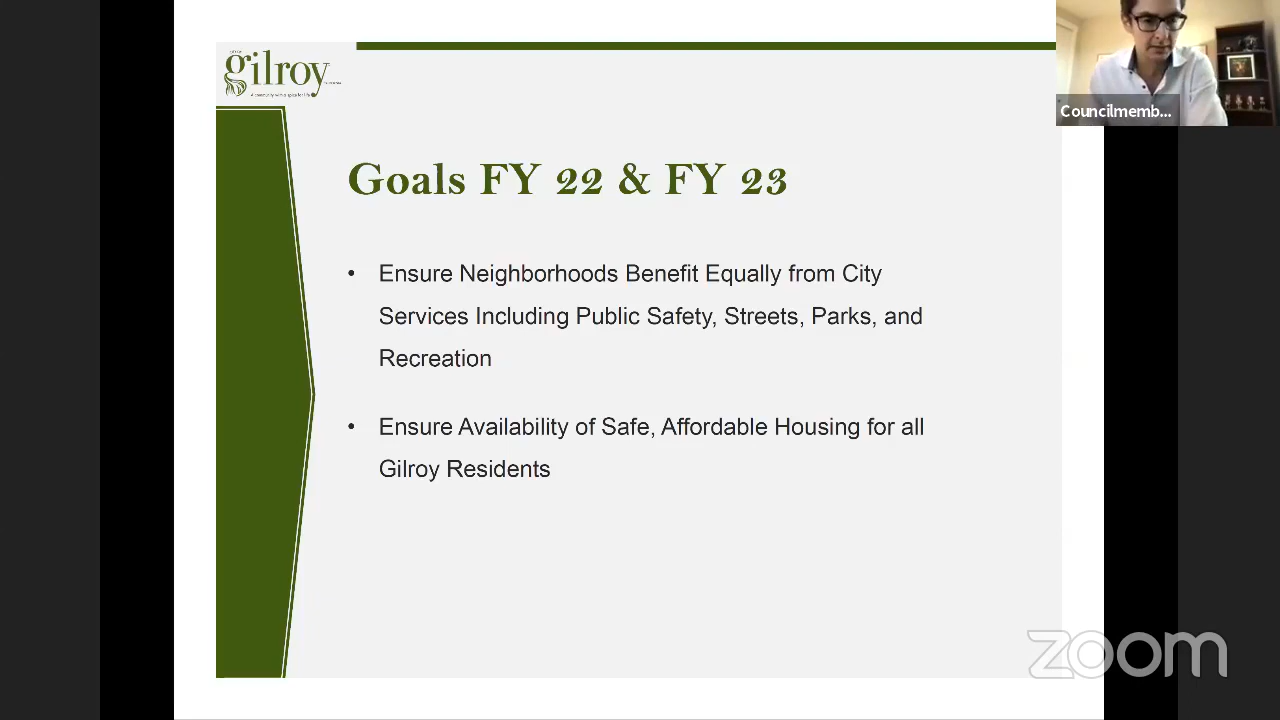 gilroy
Councilmemb...
Goals FY 22 & FY 23
• Ensure Neighborhoods Benefit Equally from City
Services Including Public Safety, Streets, Parks, and
Recreation
• Ensure Availability of Safe, Affordable Housing for all
Gilroy Residents
zoom